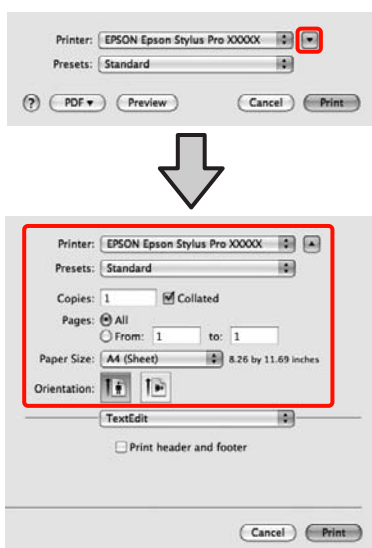 Printer: EPSON Epson Stylus Pro XXXXX
Presets: Standard
? PDF▼ Preview Cancel Print
Printer: EPSON Epson Stylus Pro XXXXX
Presets: Standard
Copies: 1 Collated
Pages: All
From: 1 to: 1
Paper Size: A4 (Sheet) 8.26 by 11.69 inches
Orientation:
TextEdit
Print header and footer
Cancel Print